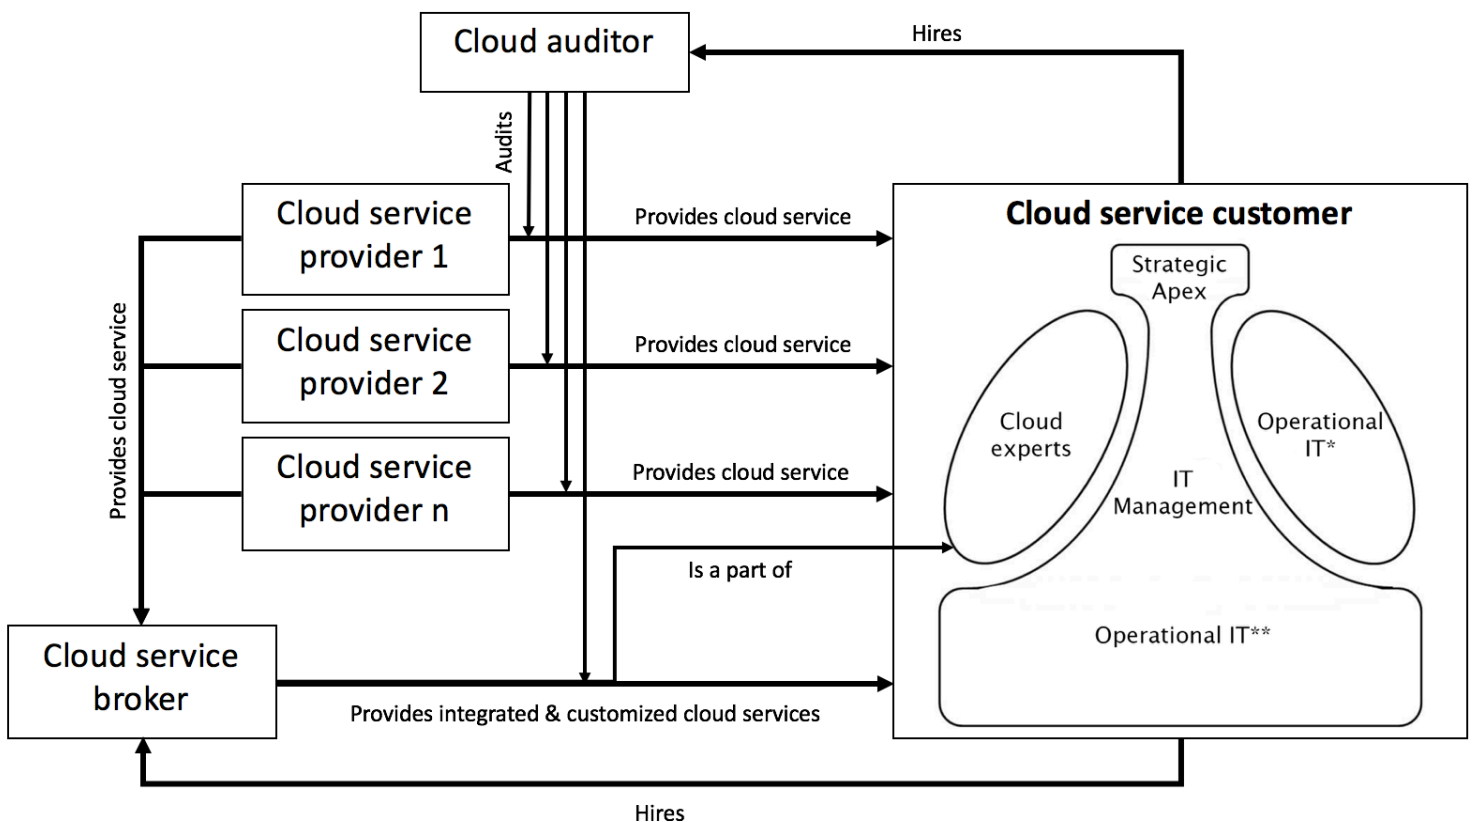 Cloud auditor
Hires
Audits
Cloud service
provider 1
Provides cloud service
Cloud service customer
Strategic
Apex
Cloud service
provider 2
Provides cloud service
Provides cloud service
Cloud
experts
Operational
IT*
Cloud service
provider n
Provides cloud service
IT
Management
Is a part of
Cloud service
broker
Operational IT**
Provides integrated & customized cloud services
Hires